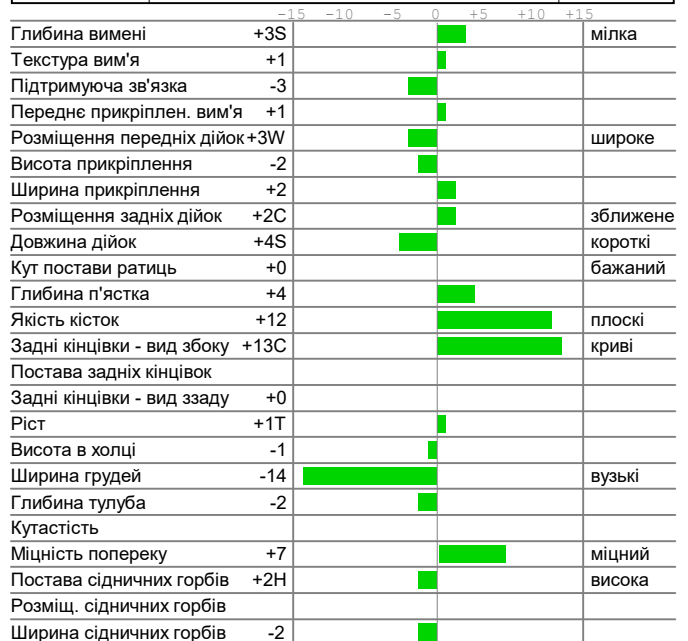 -15 -10 -5 0 +5 +10 +15
Глибина вимені +3S мілка
Текстура вим'я +1
Підтримуюча зв'язка -3
Переднє прикріплен. вим'я +1
Розміщення передніх дійок +3W широке
Висота прикріплення -2
Ширина прикріплення +2
Розміщення задніх дійок +2C зближене
Довжина дійок +4S короткі
Кут постави ратиць +0 бажаний
Глибина п'ястка +4
Якість кісток +12 плоскі
Задні кінцівки - вид збоку +13C криві
Постава задніх кінцівок
Задні кінцівки - вид ззаду +0
Ріст +1T
Висота в холці -1
Ширина грудей -14 вузькі
Глибина тулуба -2
Кутастість
Міцність попереку +7 міцний
Постава сідничних горбів +2H висока
Розміщ. сідничних горбів
Ширина сідничних горбів -2